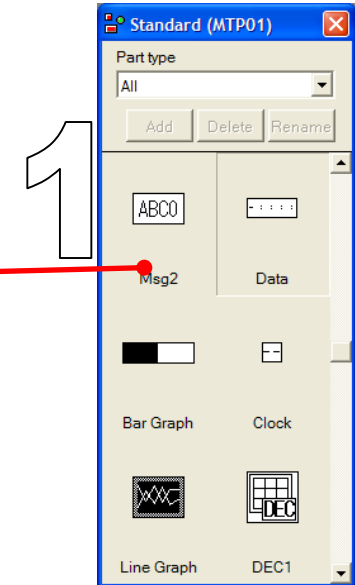 Standard (MTP01)
Part type
All
Add Delete Rename
1
ABC0
Msg2 Data
Bar Graph Clock
DEC
Line Graph DEC1